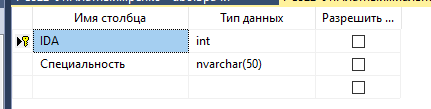 Имя столбца Тип данных Разрешить ...
IDA int
Специальность nvarchar(50)